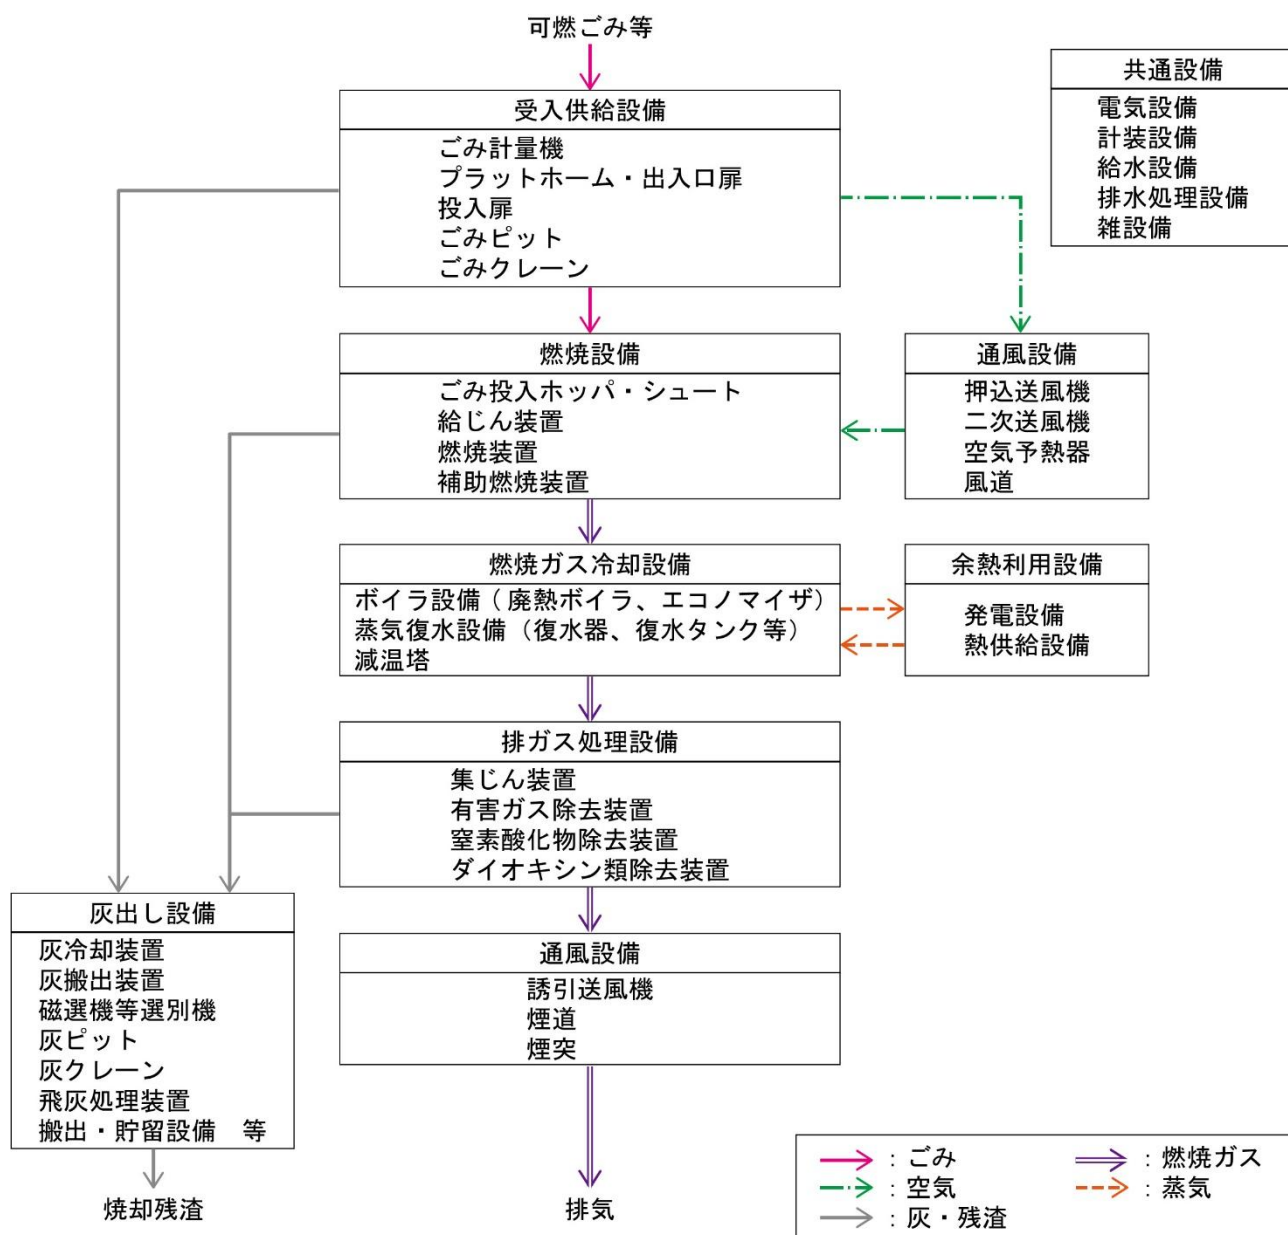 可燃ごみ等
共通設備
電気設備
計装設備
給水設備
排水処理設備
雑設備
受入供給設備
ごみ計量機
プラットホーム・出入口扉
投入扉
ごみピット
ごみクレーン
燃焼設備
ごみ投入ホッパ・シュート
給じん装置
燃焼装置
補助燃焼装置
通風設備
押込送風機
二次送風機
空気予熱器
風道
燃焼ガス冷却設備
ボイラ設備（廃熱ボイラ、エコノマイザ）
蒸気復水設備（復水器、復水タンク等）
減温塔
余熱利用設備
発電設備
熱供給設備
排ガス処理設備
集じん装置
有害ガス除去装置
窒素酸化物除去装置
ダイオキシン類除去装置
灰出し設備
灰冷却装置
灰搬出装置
磁選機等選別機
灰ピット
灰クレーン
飛灰処理装置
搬出・貯留設備　等
通風設備
誘引送風機
煙道
煙突
焼却残渣
排気
：ごみ
：空気
：灰・残渣
：燃焼ガス
：蒸気